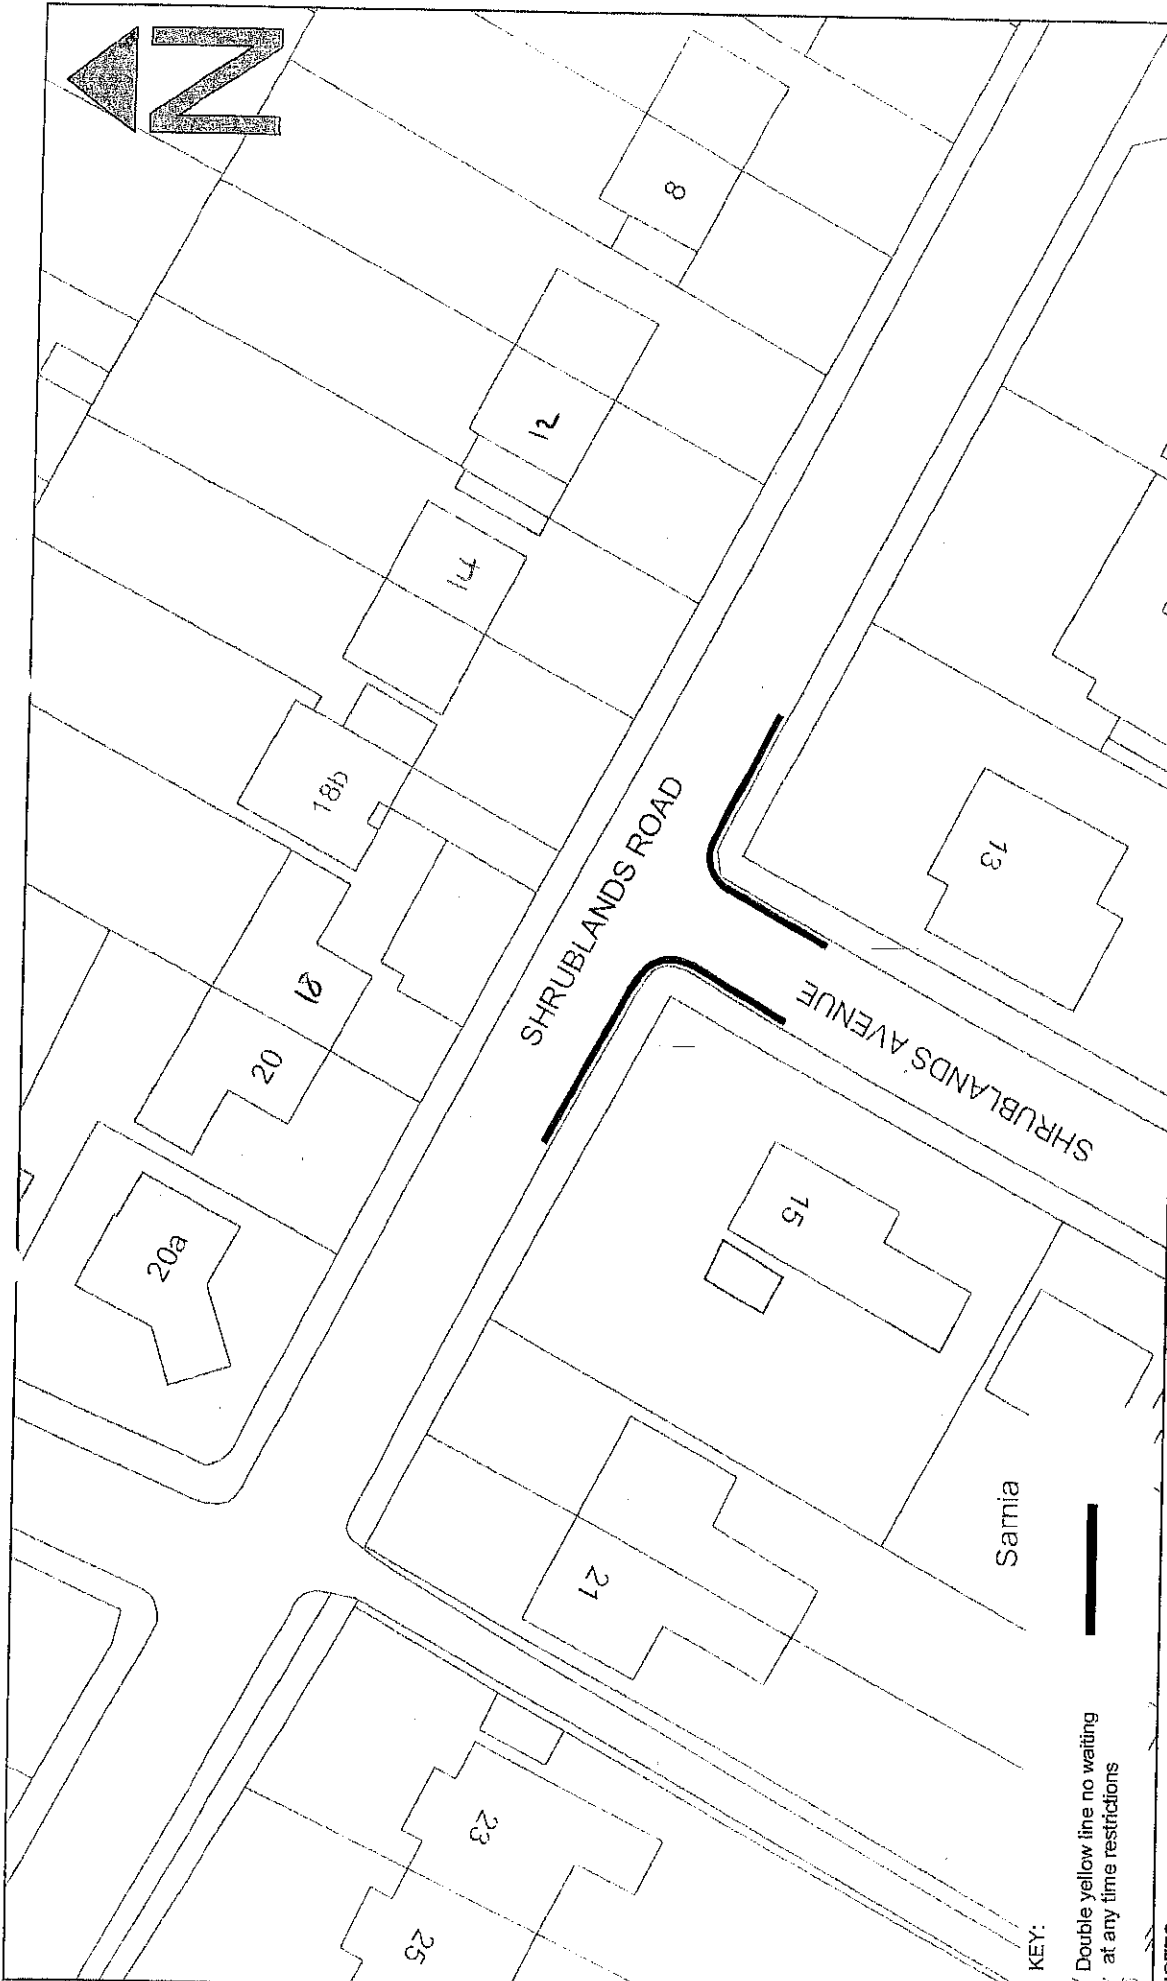 N
8
12
14
18b
18
20
20a
SHRUBLANDS ROAD
SHRUBLANDS AVENUE
13
15
21
23
25
Sarnia
KEY:
Double yellow line no waiting
at any time restrictions